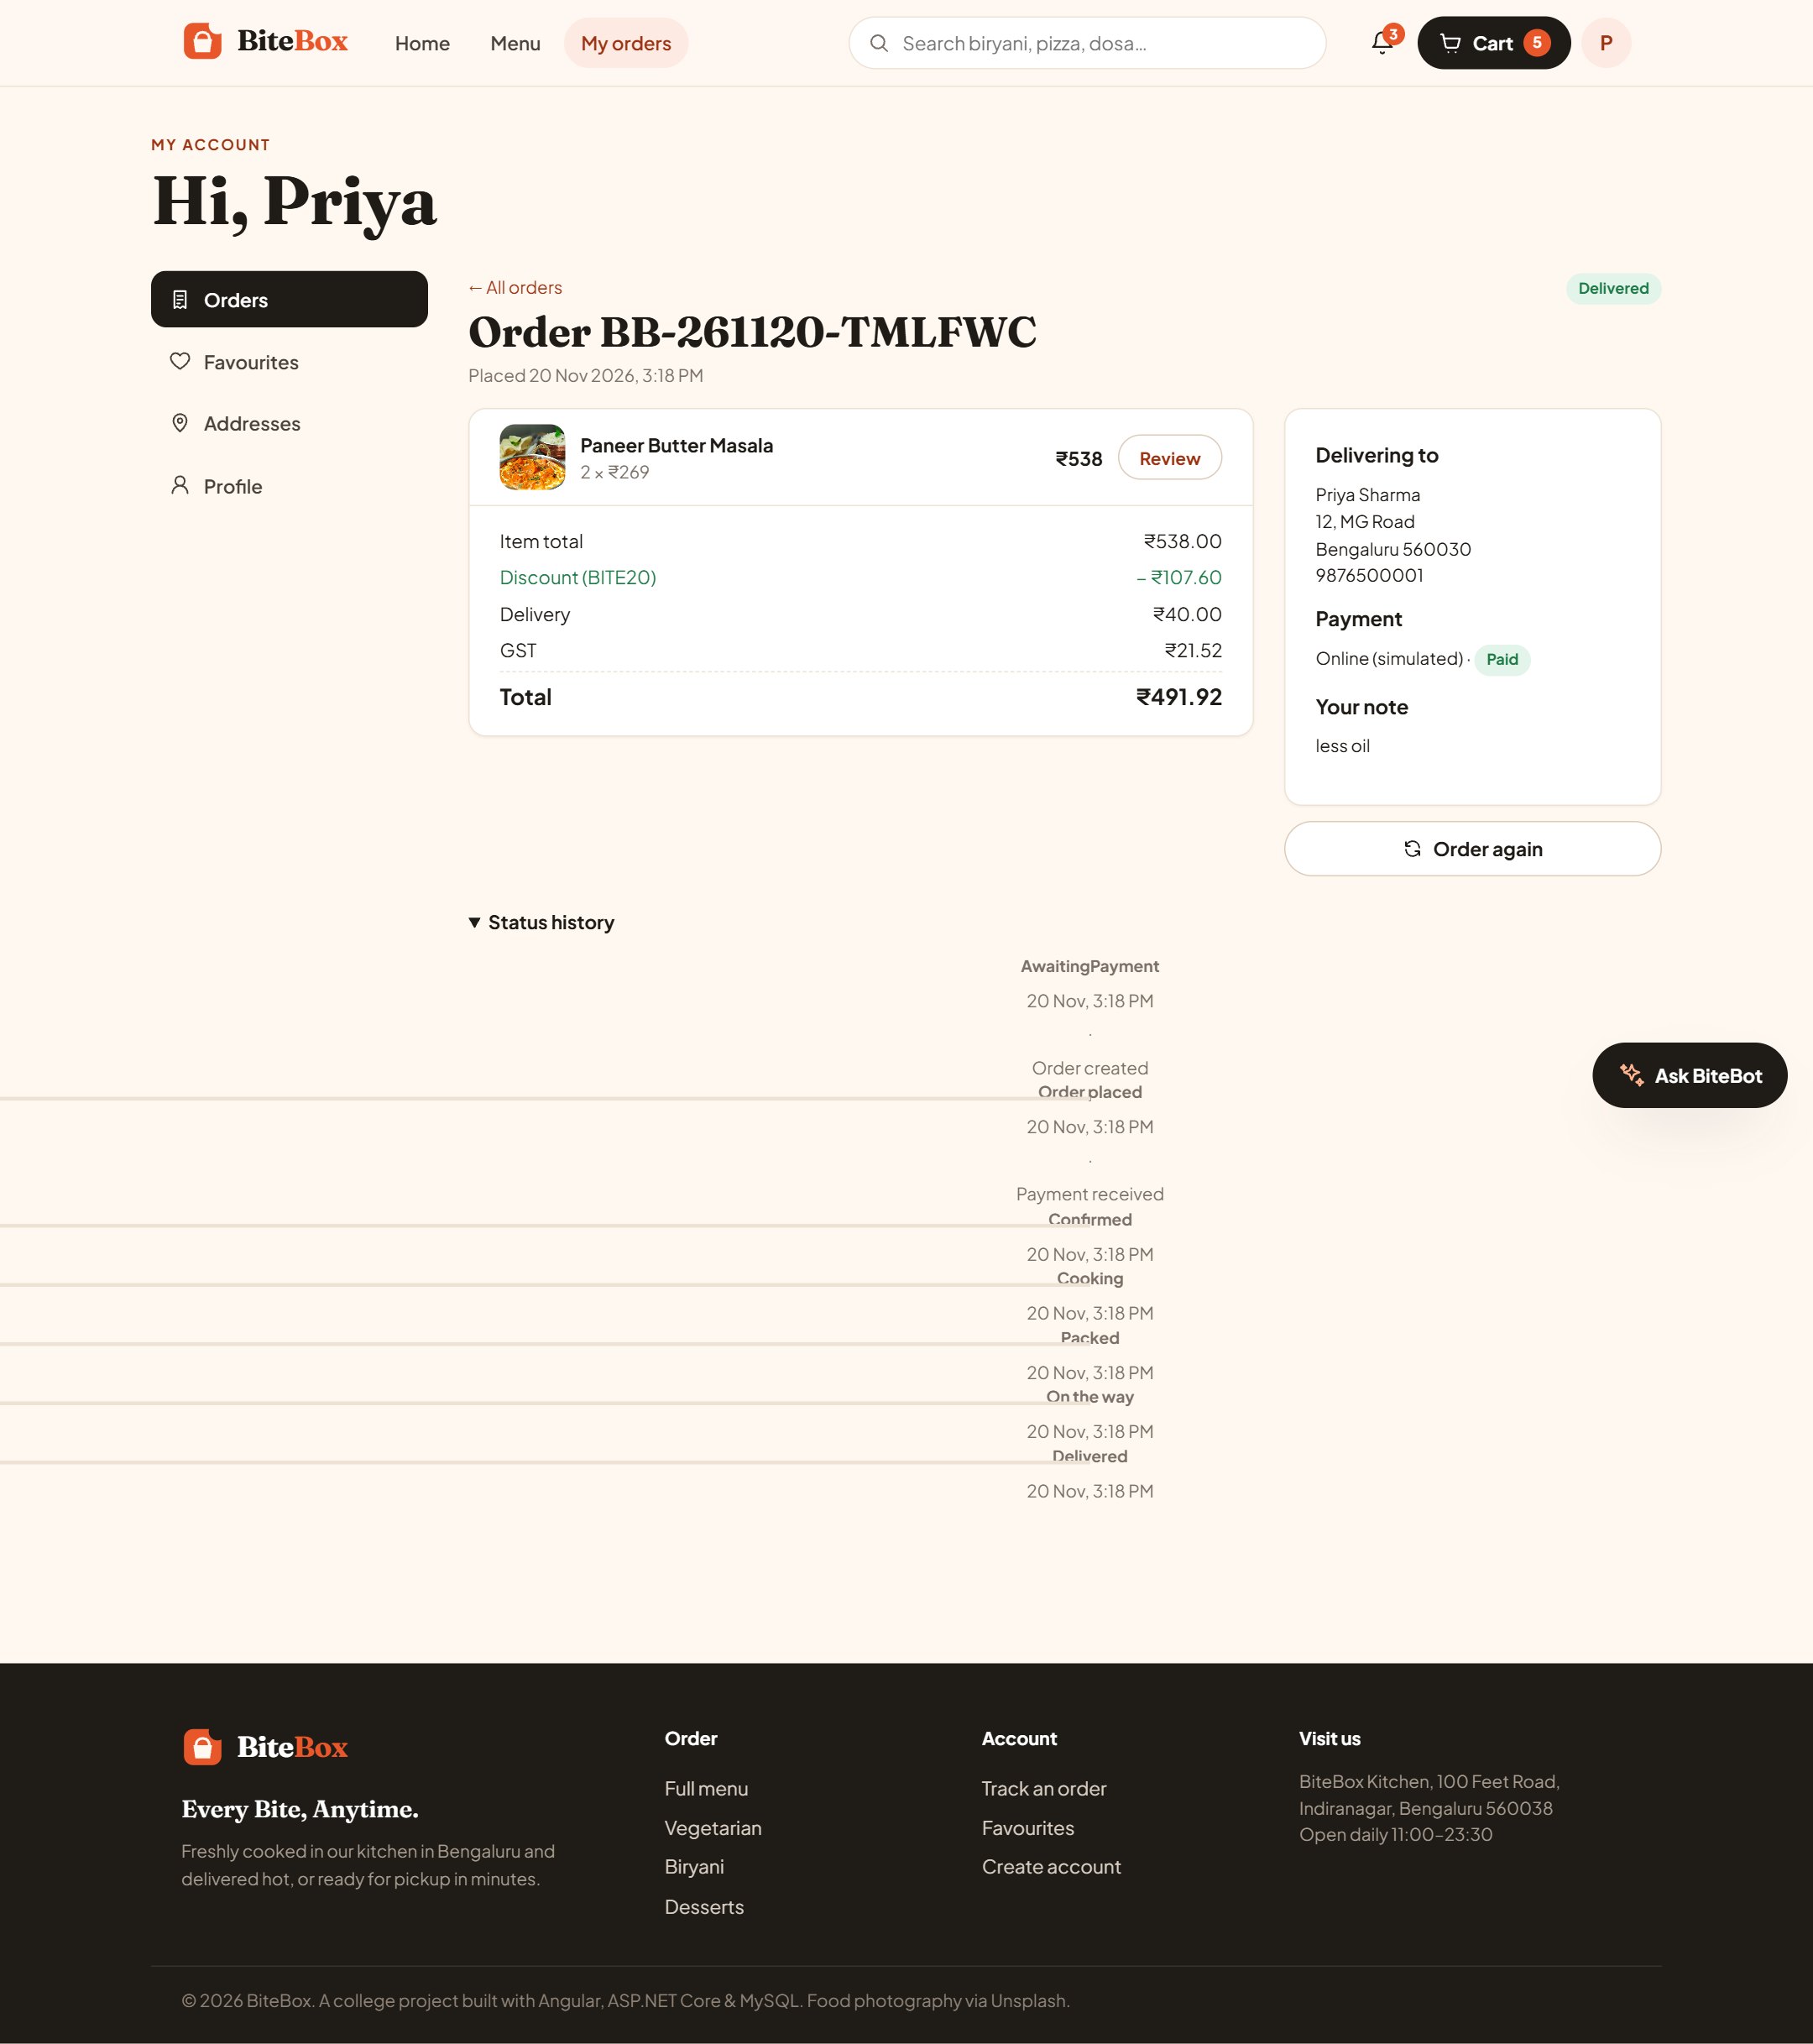 BiteBox
Home
Menu
My orders
Search biryani, pizza, dosa...
3
Cart
5
P
MY ACCOUNT
Hi, Priya
Orders
Favourites
Addresses
Profile
← All orders
Delivered
Order BB-261120-TMLFWC
Placed 20 Nov 2026, 3:18 PM
Paneer Butter Masala
2 × ₹269
₹538
Review
Item total ₹538.00
Discount (BITE20) – ₹107.60
Delivery ₹40.00
GST ₹21.52
Total ₹491.92
Delivering to
Priya Sharma
12, MG Road
Bengaluru 560030
9876500001
Payment
Online (simulated) · Paid
Your note
less oil
Order again
▼ Status history
AwaitingPayment
20 Nov, 3:18 PM
·
Order created
Order placed
20 Nov, 3:18 PM
·
Payment received
Confirmed
20 Nov, 3:18 PM
Cooking
20 Nov, 3:18 PM
Packed
20 Nov, 3:18 PM
On the way
20 Nov, 3:18 PM
Delivered
20 Nov, 3:18 PM
Ask BiteBot
BiteBox
Every Bite, Anytime.
Freshly cooked in our kitchen in Bengaluru and
delivered hot, or ready for pickup in minutes.
Order
Full menu
Vegetarian
Biryani
Desserts
Account
Track an order
Favourites
Create account
Visit us
BiteBox Kitchen, 100 Feet Road,
Indiranagar, Bengaluru 560038
Open daily 11:00–23:30
© 2026 BiteBox. A college project built with Angular, ASP.NET Core & MySQL. Food photography via Unsplash.